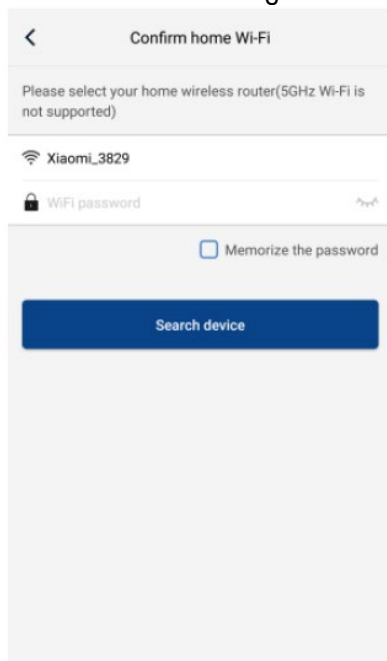 Confirm home Wi-Fi
Please select your home wireless router(5GHz Wi-Fi is
not supported)
Xiaomi_3829
WiFi password
Memorize the password
Search device